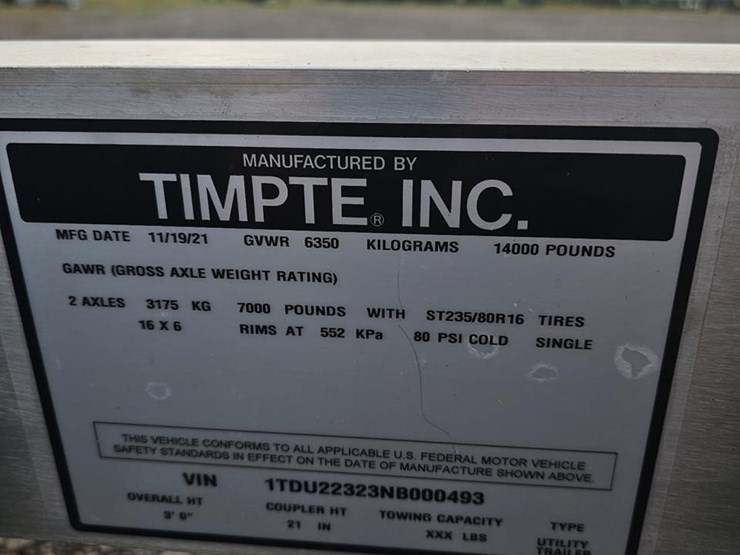 MANUFACTURED BY
TIMPTE® INC.
MFG DATE 11/19/21 GVWR 6350 KILOGRAMS 14000 POUNDS
GAWR (GROSS AXLE WEIGHT RATING)
2 AXLES 3175 KG 7000 POUNDS WITH ST235/80R16 TIRES
16 X 6 RIMS AT 552 KPa 80 PSI COLD SINGLE
THIS VEHICLE CONFORMS TO ALL APPLICABLE U.S. FEDERAL MOTOR VEHICLE
SAFETY STANDARDS IN EFFECT ON THE DATE OF MANUFACTURE SHOWN ABOVE.
VIN 1TDU22323NB000493
OVERALL HT COUPLER HT TOWING CAPACITY TYPE
3' 0" 21 IN XXX LBS UTILITY
TRAILER